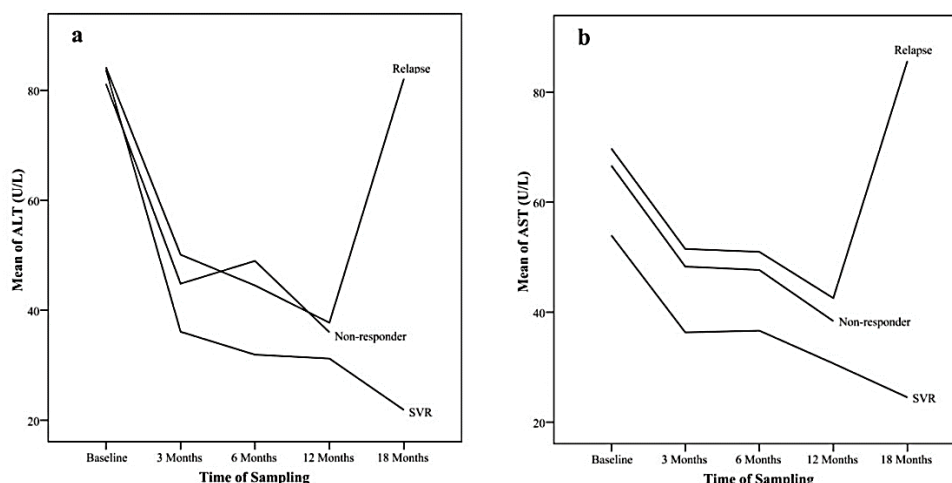 a
Mean of ALT (U/L)
80
60
40
20
Relapse
Non-responder
SVR
Baseline 3 Months 6 Months 12 Months 18 Months
Time of Sampling
b
Mean of AST (U/L)
80
60
40
20
Relapse
Non-responder
SVR
Baseline 3 Months 6 Months 12 Months 18 Months
Time of Sampling